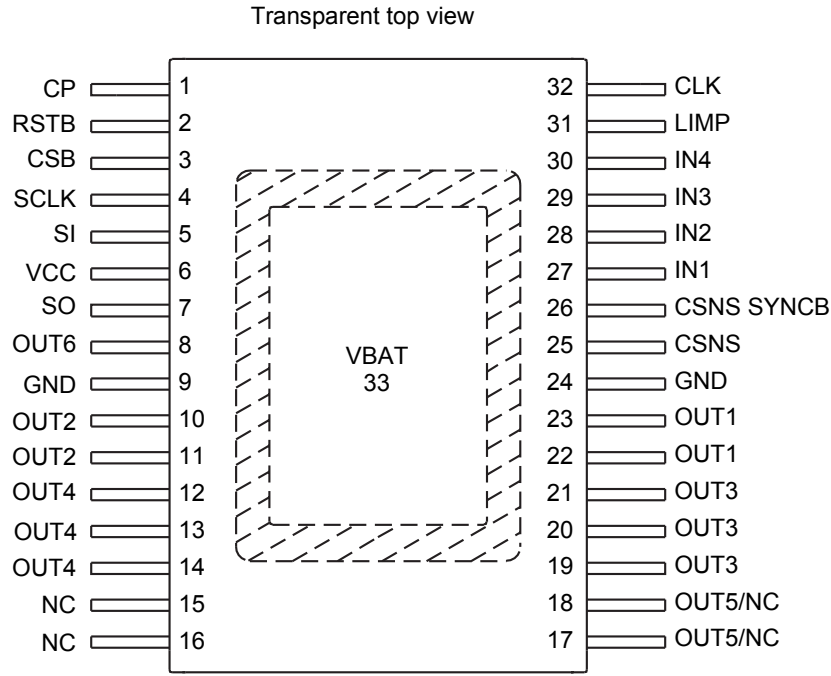 Transparent top view
CP 1 32 CLK
RSTB 2 31 LIMP
CSB 3 30 IN4
SCLK 4 29 IN3
SI 5 28 IN2
VCC 6 27 IN1
SO 7 26 CSNS SYNCB
OUT6 8 25 CSNS
VBAT
33
GND 9 24 GND
OUT2 10 23 OUT1
OUT2 11 22 OUT1
OUT4 12 21 OUT3
OUT4 13 20 OUT3
OUT4 14 19 OUT3
NC 15 18 OUT5/NC
NC 16 17 OUT5/NC